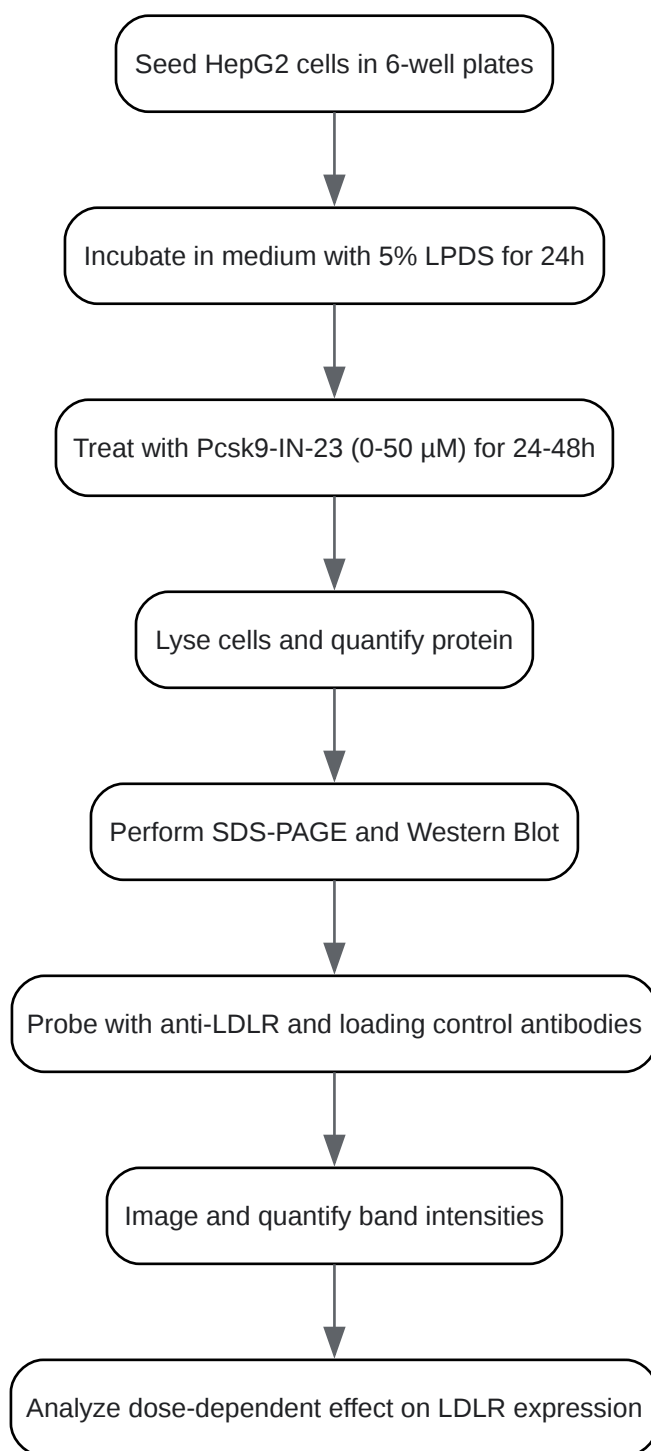 Seed HepG2 cells in 6-well plates
Incubate in medium with 5% LPDS for 24h
Treat with Pcsk9-IN-23 (0-50 µM) for 24-48h
Lyse cells and quantify protein
Perform SDS-PAGE and Western Blot
Probe with anti-LDLR and loading control antibodies
Image and quantify band intensities
Analyze dose-dependent effect on LDLR expression